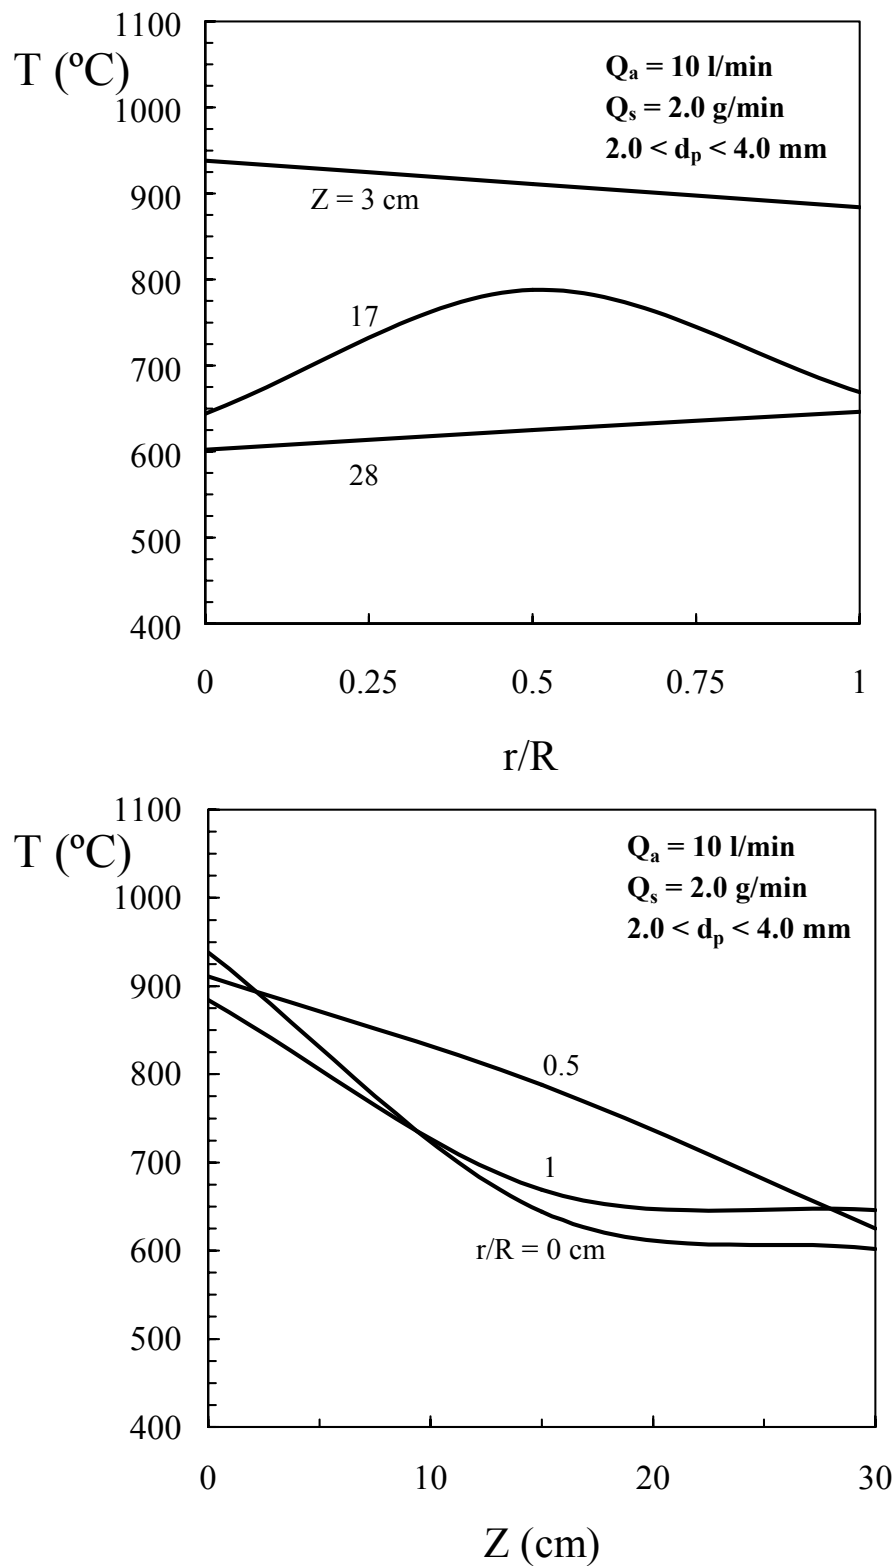 1100
T (ºC)
Qa = 10 l/min
Qs = 2.0 g/min
2.0 < dp < 4.0 mm
1000
900
Z = 3 cm
800
17
700
600
28
500
400
0 0.25 0.5 0.75 1
r/R
1100
T (ºC)
Qa = 10 l/min
Qs = 2.0 g/min
2.0 < dp < 4.0 mm
1000
900
800
0.5
700
1
r/R = 0 cm
600
500
400
0 10 20 30
Z (cm)